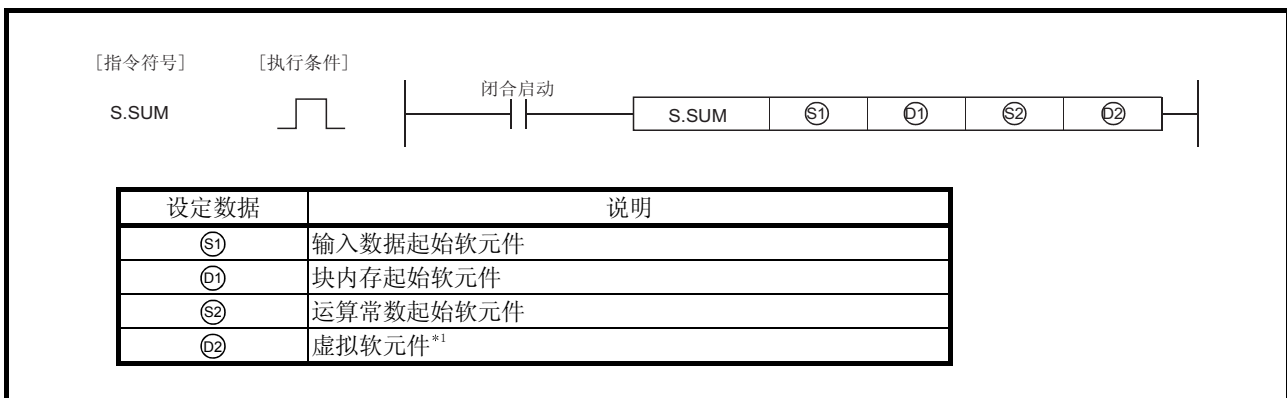 [指令符号] [执行条件]
闭合启动
S.SUM S.SUM S1 D1 S2 D2
设定数据 说明
S1 输入数据起始软元件
D1 块内存起始软元件
S2 运算常数起始软元件
D2 虚拟软元件*1